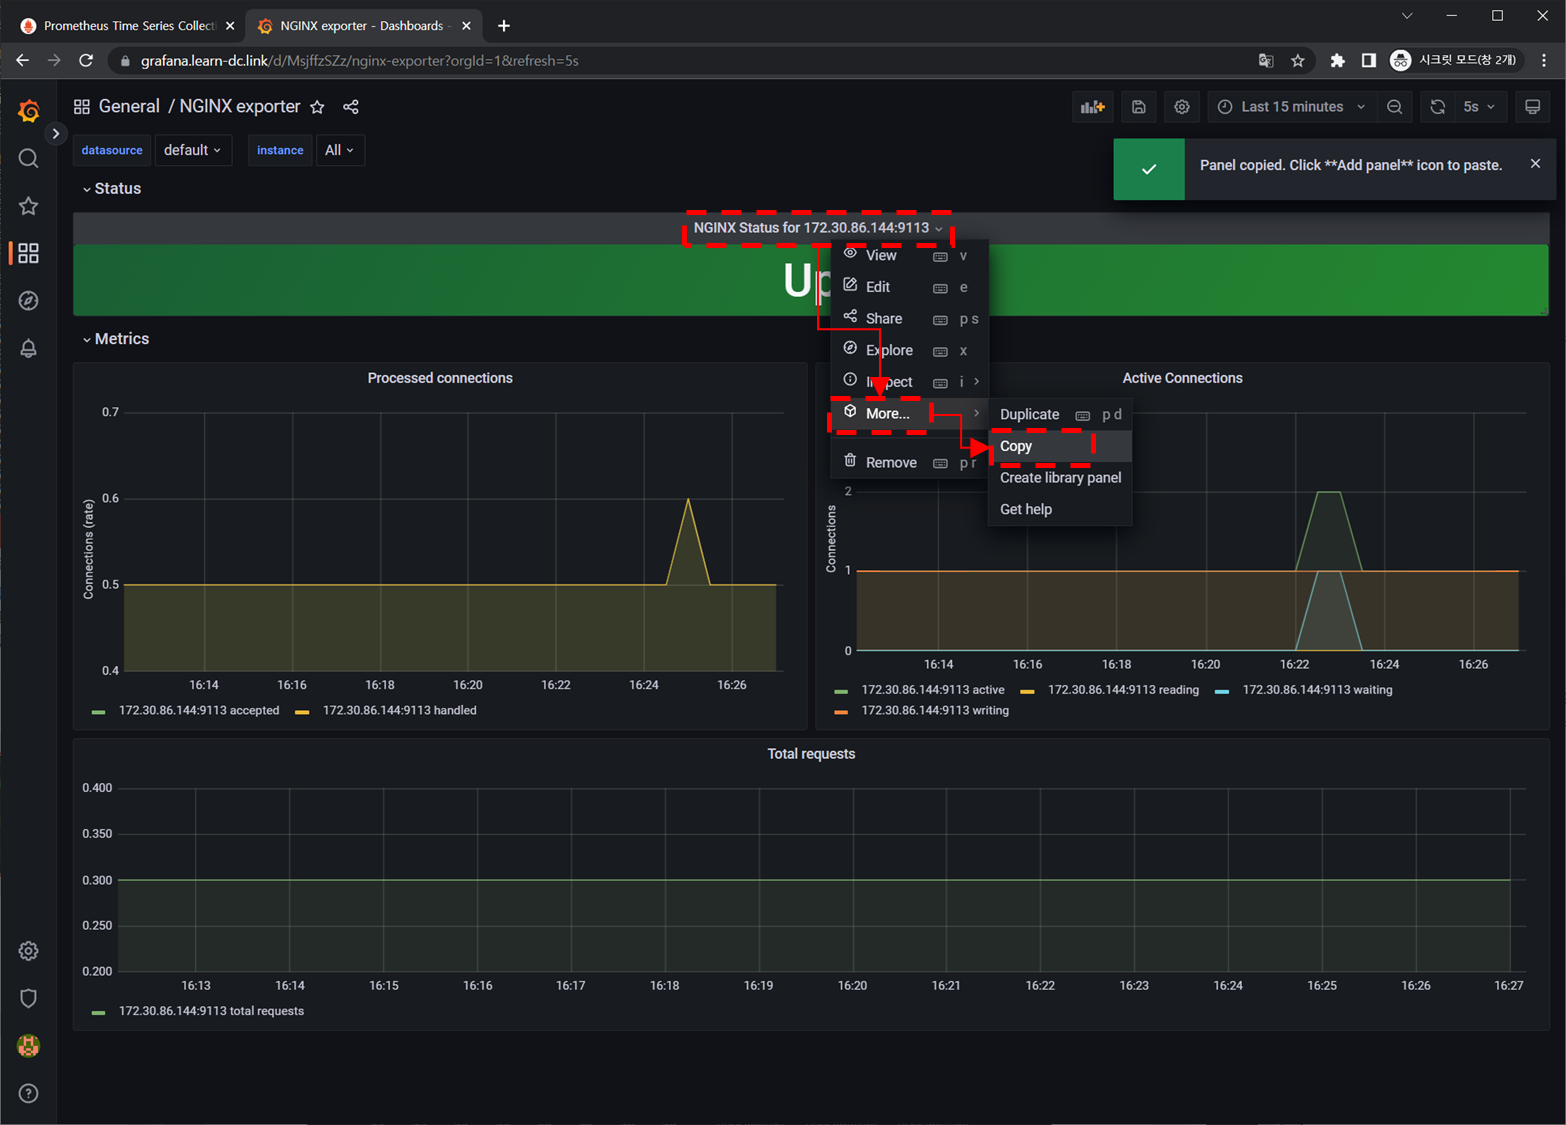 Prometheus Time Series Collecti
NGINX exporter - Dashboards -
grafana.learn-dc.link/d/MsjffzSZz/nginx-exporter?orgId=1&refresh=5s
시크릿 모드(창 2개)
General / NGINX exporter
Last 15 minutes
5s
datasource default
instance All
Panel copied. Click **Add panel** icon to paste.
Status
NGINX Status for 172.30.86.144:9113
Up
View v
Edit e
Share p s
Explore x
Inspect i
More...
Remove p r
Duplicate p d
Copy
Create library panel
Get help
Metrics
Processed connections
Connections (rate)
0.7
0.6
0.5
0.4
16:14 16:16 16:18 16:20 16:22 16:24 16:26
172.30.86.144:9113 accepted 172.30.86.144:9113 handled
Active Connections
Connections
2
1
0
16:14 16:16 16:18 16:20 16:22 16:24 16:26
172.30.86.144:9113 active 172.30.86.144:9113 reading 172.30.86.144:9113 waiting
172.30.86.144:9113 writing
Total requests
0.400
0.350
0.300
0.250
0.200
16:13 16:14 16:15 16:16 16:17 16:18 16:19 16:20 16:21 16:22 16:23 16:24 16:25 16:26 16:27
172.30.86.144:9113 total requests